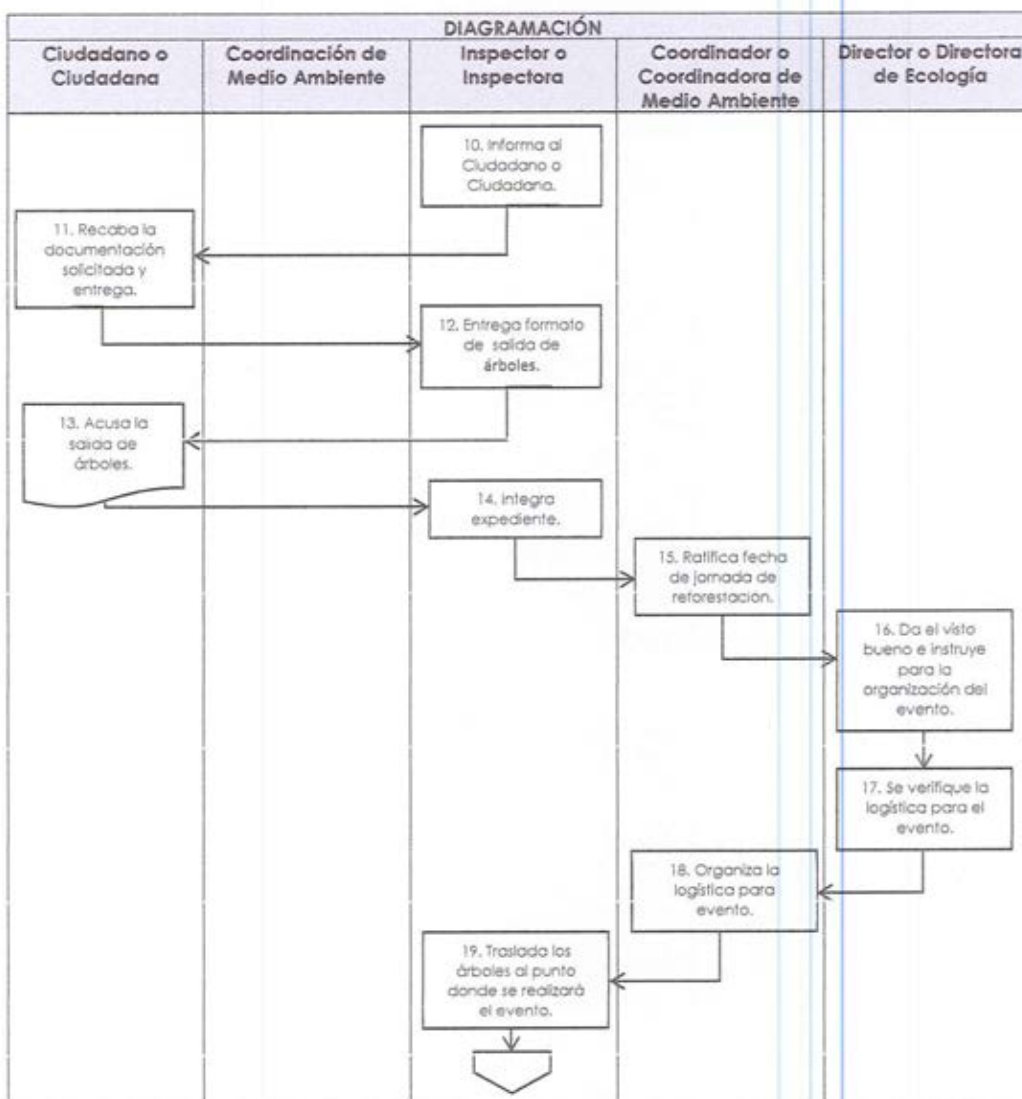 DIAGRAMACIÓN
Ciudadano o
Ciudadana
Coordinación de
Medio Ambiente
Inspector o
Inspectora
Coordinador o
Coordinadora de
Medio Ambiente
Director o Directora
de Ecología
10. Informa al
Ciudadano o
Ciudadana.
11. Recaba la
documentación
solicitada y
entrega.
12. Entrega formato
de salida de
árboles.
13. Acusa la
salida de
árboles.
14. Integra
expediente.
15. Ratifica fecha
de jornada de
reforestación.
16. Da el visto
bueno e instruye
para la
organización del
evento.
17. Se verifique la
logística para el
evento.
18. Organiza la
logística para
evento.
19. Traslada los
árboles al punto
donde se realizará
el evento.